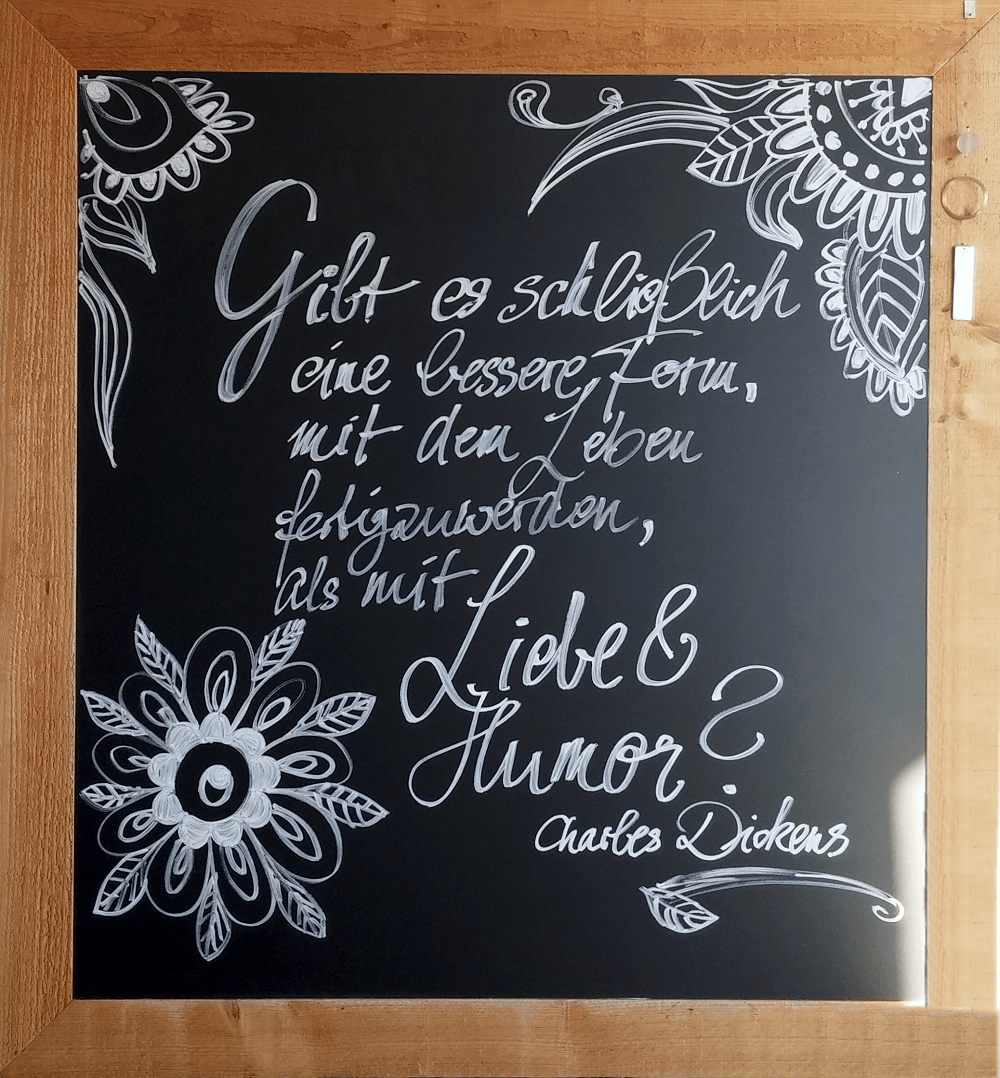 Gibt es schließlich
eine bessere Form,
mit dem Leben
fertigzuwerden,
als mit
Liebe &
Humor?
Charles Dickens